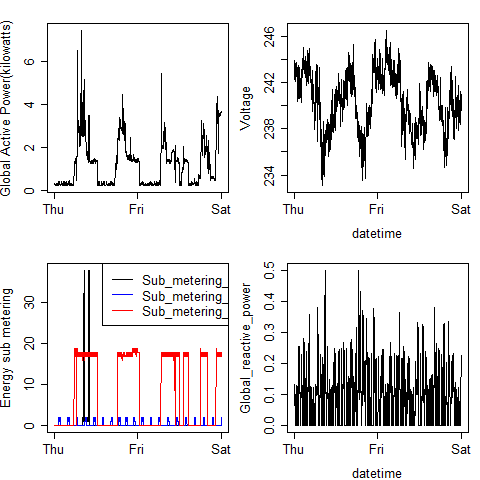 Global Active Power(kilowatts)
0 2 4 6
Thu Fri Sat
Voltage
234 238 242 246
Thu Fri Sat
datetime
Energy sub metering
0 10 20 30
Sub_metering_
Sub_metering_
Sub_metering_
Thu Fri Sat
Global_reactive_power
0.0 0.1 0.2 0.3 0.4 0.5
Thu Fri Sat
datetime